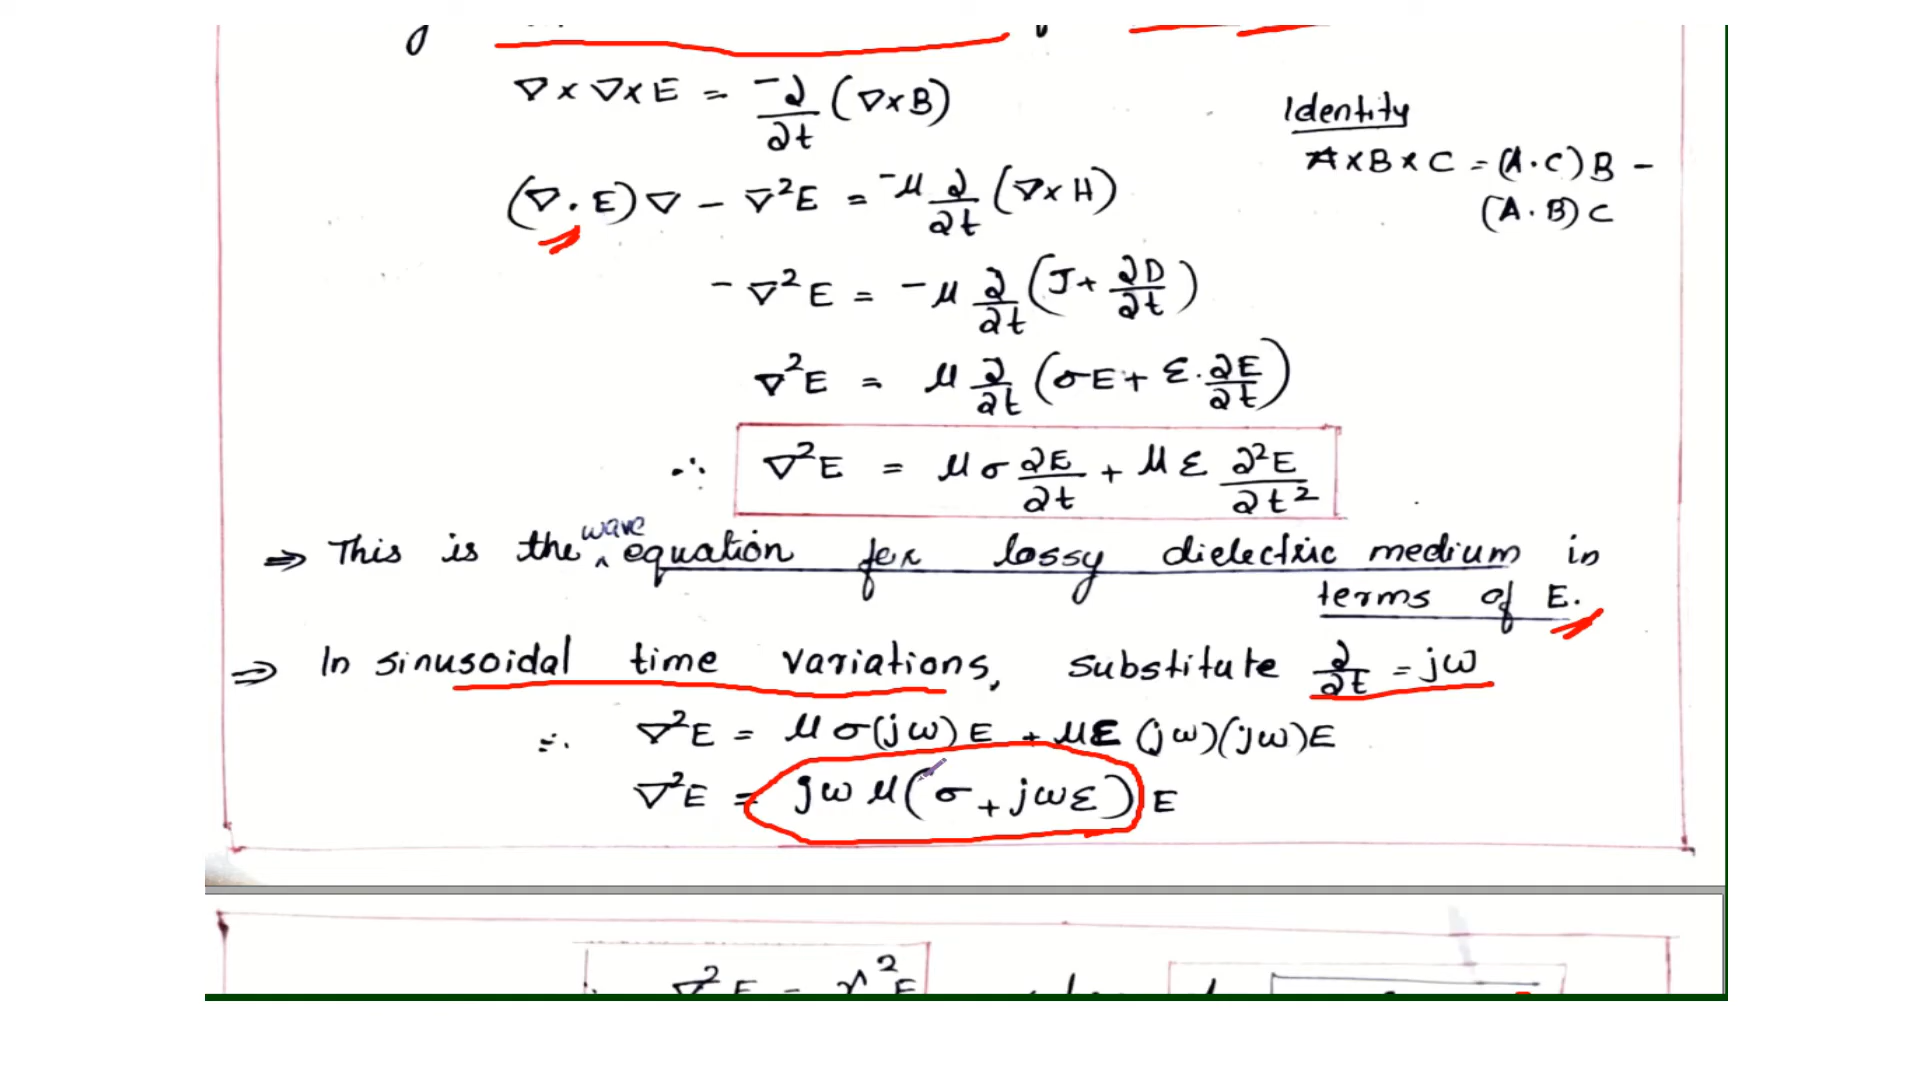 ∇ × ∇ × E = -∂/∂t (∇ × B)
Identity
A × B × C = (A · C) B -
(A · B) C
(∇ · E) ∇ - ∇²E = -μ ∂/∂t (∇ × H)
- ∇²E = -μ ∂/∂t (J + ∂D/∂t)
∇²E = μ ∂/∂t (σE + ε · ∂E/∂t)
∴ ∇²E = μσ ∂E/∂t + με ∂²E/∂t²
⇒ This is the wave equation for lossy dielectric medium in
terms of E.
⇒ In sinusoidal time variations, substitute ∂/∂t = jω
∴ ∇²E = μσ(jω)E + με (jω)(jω)E
∇²E = jωμ(σ + jωε) E